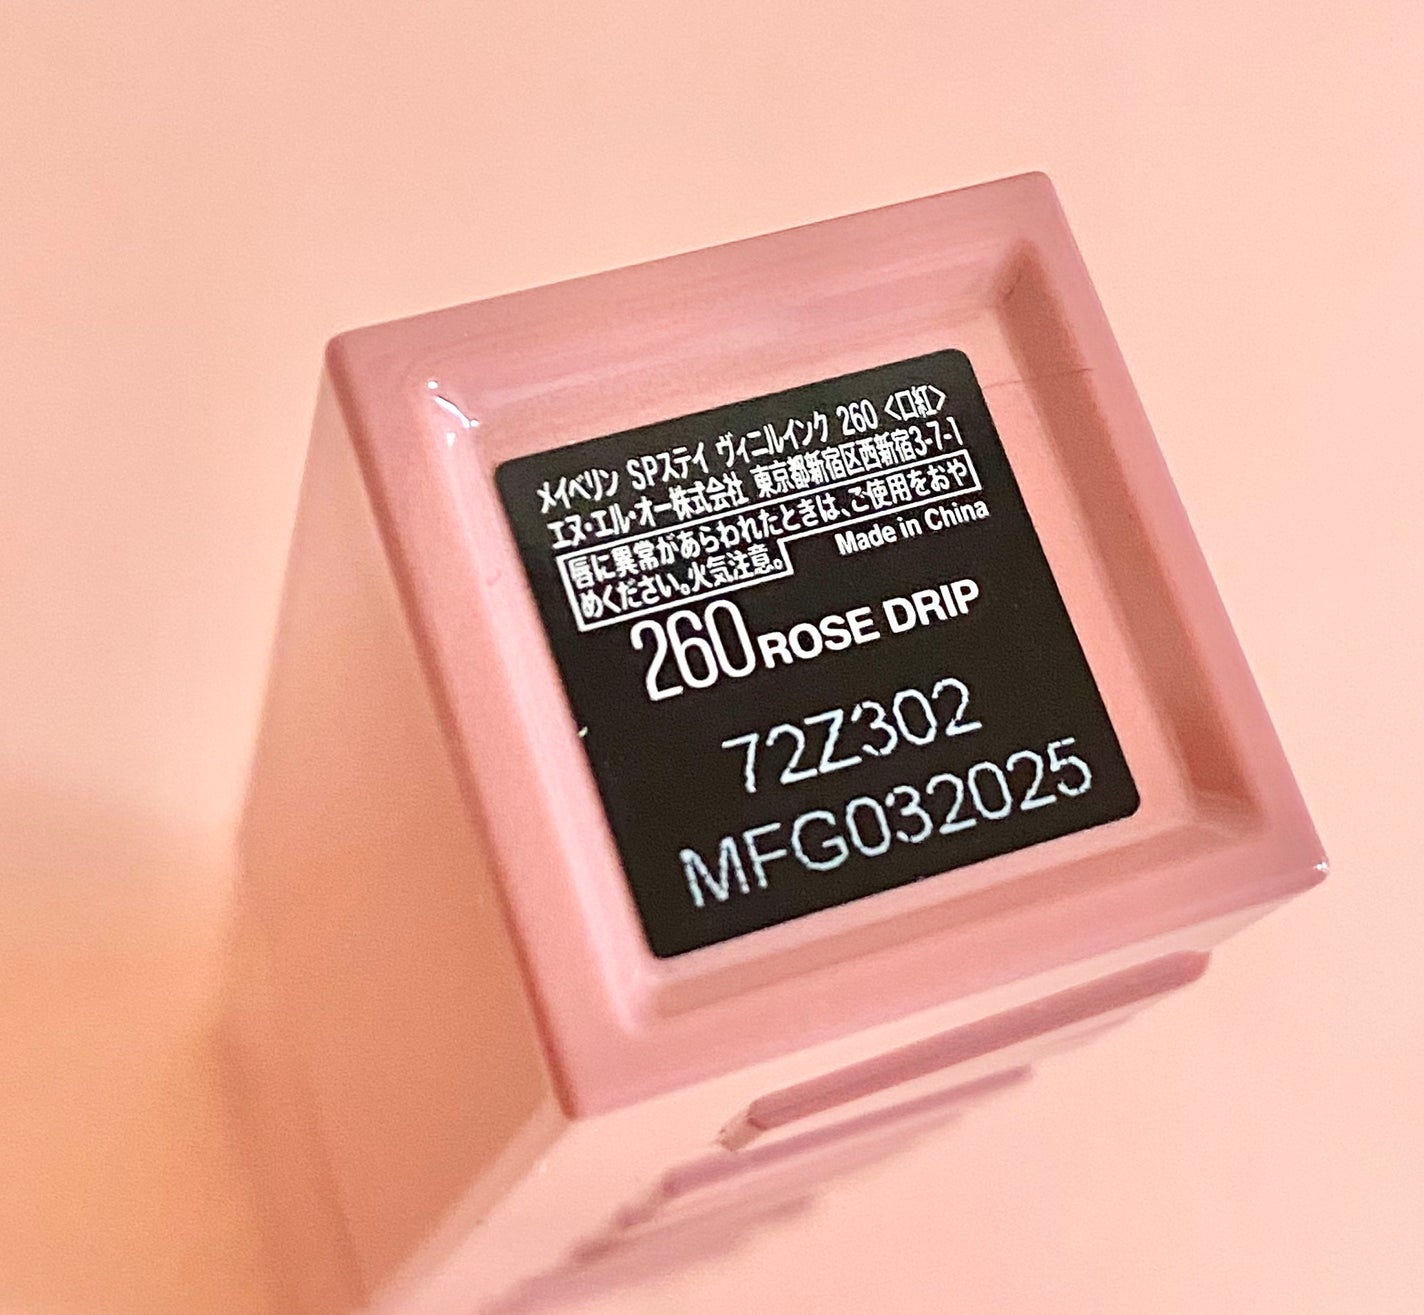 メイベリン SPステイ ヴィニルインク 260 〈口紅〉
エヌ・エル・オー株式会社 東京都新宿区西新宿3-7-1
唇に異常があらわれたときは、ご使用をおや
めください。火気注意。
Made in China
260 ROSE DRIP
72Z302
MFG032025